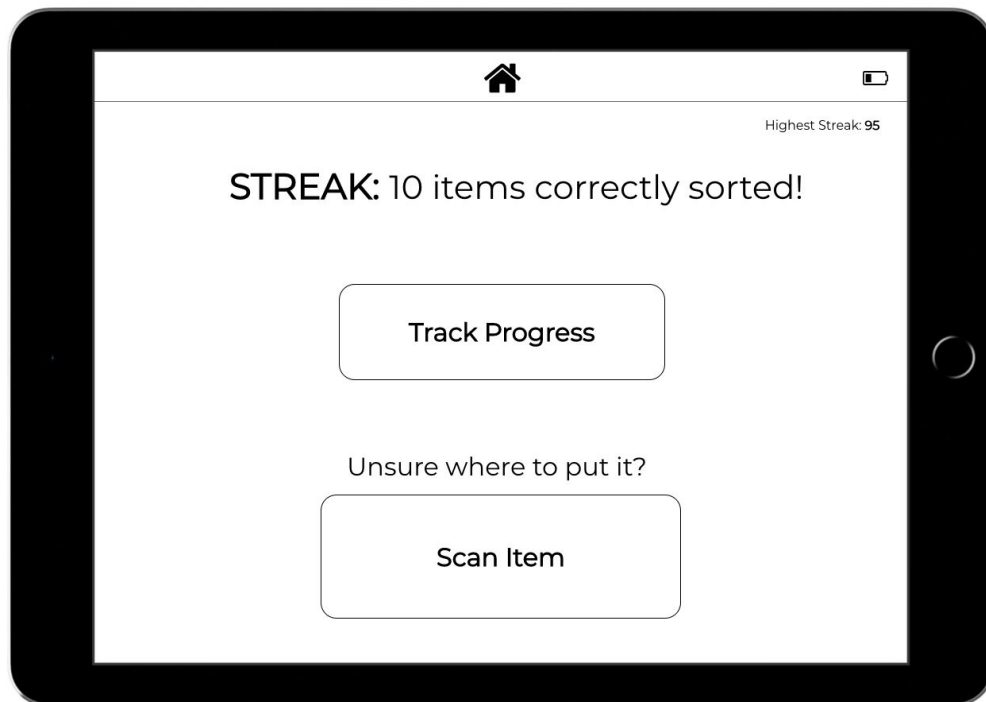 Highest Streak: 95
STREAK: 10 items correctly sorted!
Track Progress
Unsure where to put it?
Scan Item